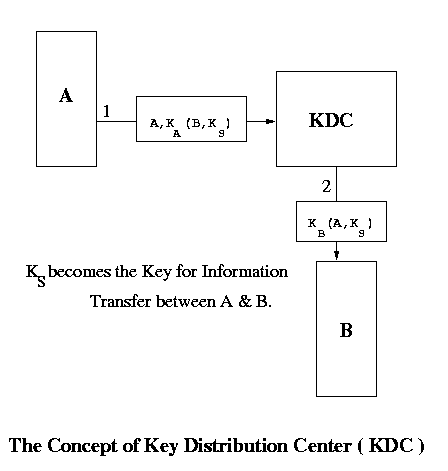 A
1
A,K_A(B,K_S)
KDC
2
K_B(A,K_S)
K_S becomes the Key for Information
Transfer between A & B.
B
The Concept of Key Distribution Center ( KDC )